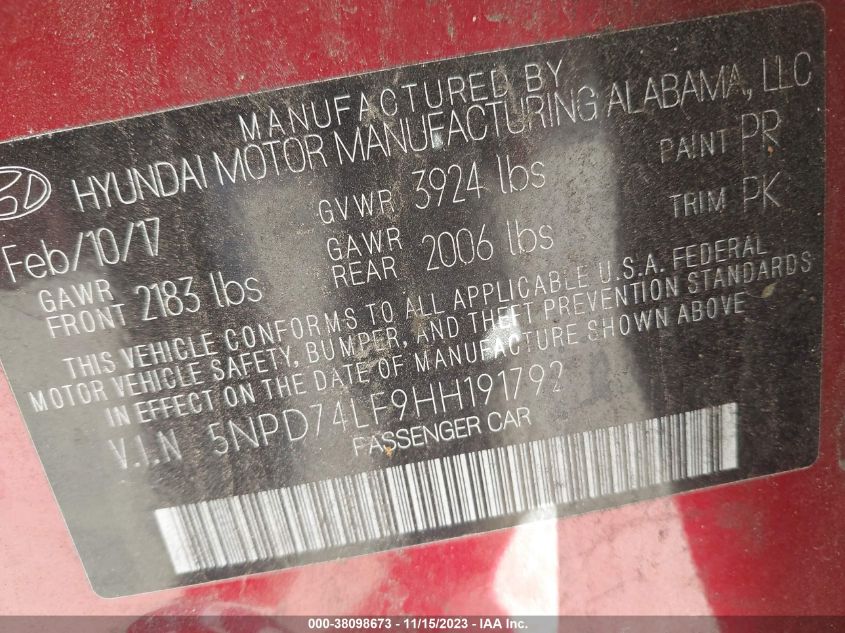 MANUFACTURED BY
HYUNDAI MOTOR MANUFACTURING ALABAMA, LLC
Feb/10/17 GVWR 3924 lbs PAINT PR
GAWR FRONT 2183 lbs GAWR REAR 2006 lbs TRIM PK
THIS VEHICLE CONFORMS TO ALL APPLICABLE U.S.A. FEDERAL
MOTOR VEHICLE SAFETY, BUMPER, AND THEFT PREVENTION STANDARDS
IN EFFECT ON THE DATE OF MANUFACTURE SHOWN ABOVE
V.I.N 5NPD74LF9HH191792
PASSENGER CAR
000-38098673 - 11/15/2023 - IAA Inc.